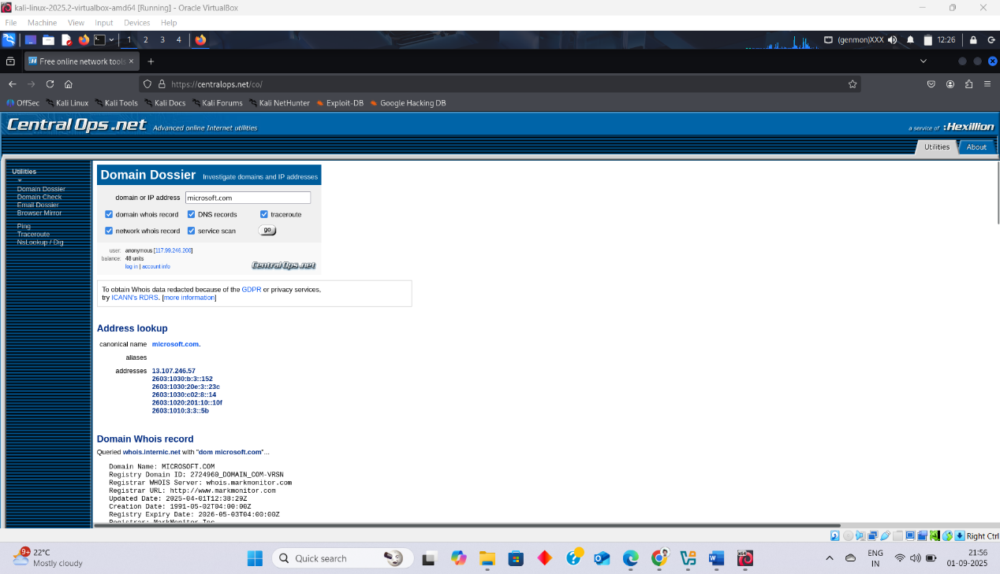 kali-linux-2025.2-virtualbox-amd64 [Running] - Oracle VirtualBox
File Machine View Input Devices Help
1 2 3 4 (genmon)XXX 12:26
Free online network tools
https://centralops.net/co/
OffSec Kali Linux Kali Tools Kali Docs Kali Forums Kali NetHunter Exploit-DB Google Hacking DB
Central Ops .net Advanced online Internet utilities a service of :Hexillion
Utilities About
Utilities
Domain Dossier
Domain Check
Email Dossier
Browser Mirror
Ping
Traceroute
NsLookup / Dig
Domain Dossier Investigate domains and IP addresses
domain or IP address microsoft.com
domain whois record DNS records traceroute
network whois record service scan go
user: anonymous [117.99.246.200]
balance: 48 units
log in | account info
Central Ops .net
To obtain Whois data redacted because of the GDPR or privacy services,
try ICANN's RDRS. [more information]
Address lookup
canonical name microsoft.com.
aliases
addresses 13.107.246.57
2603:1030:b:3::152
2603:1030:20e:3::23c
2603:1030:c02:8::14
2603:1020:201:10::10f
2603:1010:3:3::5b
Domain Whois record
Queried whois.internic.net with "dom microsoft.com"...
Domain Name: MICROSOFT.COM
Registry Domain ID: 2724960_DOMAIN_COM-VRSN
Registrar WHOIS Server: whois.markmonitor.com
Registrar URL: http://www.markmonitor.com
Updated Date: 2025-04-01T12:38:29Z
Creation Date: 1991-05-02T04:00:00Z
Registry Expiry Date: 2026-05-03T04:00:00Z
Registrar: MarkMonitor Inc.
Right Ctrl
9+ 22°C
Mostly cloudy
Quick search
ENG
IN
21:56
01-09-2025